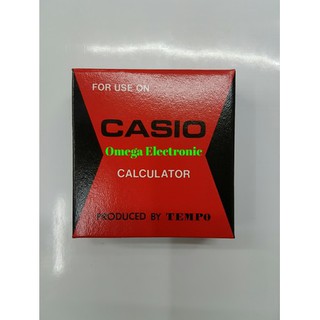 FOR USE ON
CASIO
Omega Electronic
CALCULATOR
PRODUCED BY TEMPO